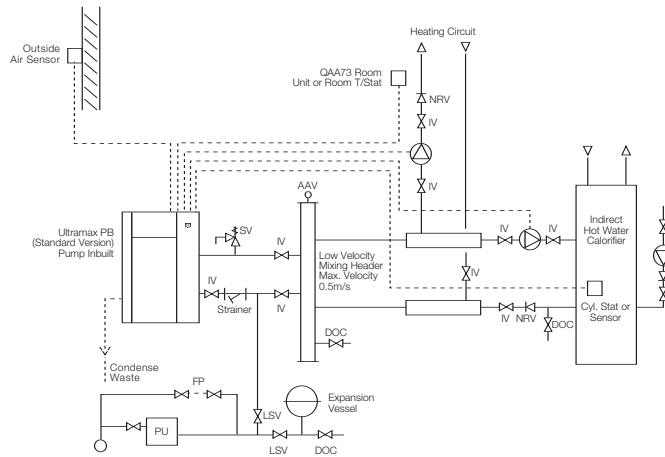 Heating Circuit
Outside
Air Sensor
QAA73 Room
Unit or Room T/Stat
NRV
IV
IV
AAV
Ultramax PB
(Standard Version)
Pump Inbuilt
SV
IV
IV
IV
Indirect
Hot Water
Calorifier
Low Velocity
Mixing Header
Max. Velocity
0.5m/s
IV
IV
Strainer
IV
IV
NRV
DOC
Cyl. Stat or
Sensor
DOC
Condense
Waste
FP
Expansion
Vessel
LSV
PU
LSV
DOC